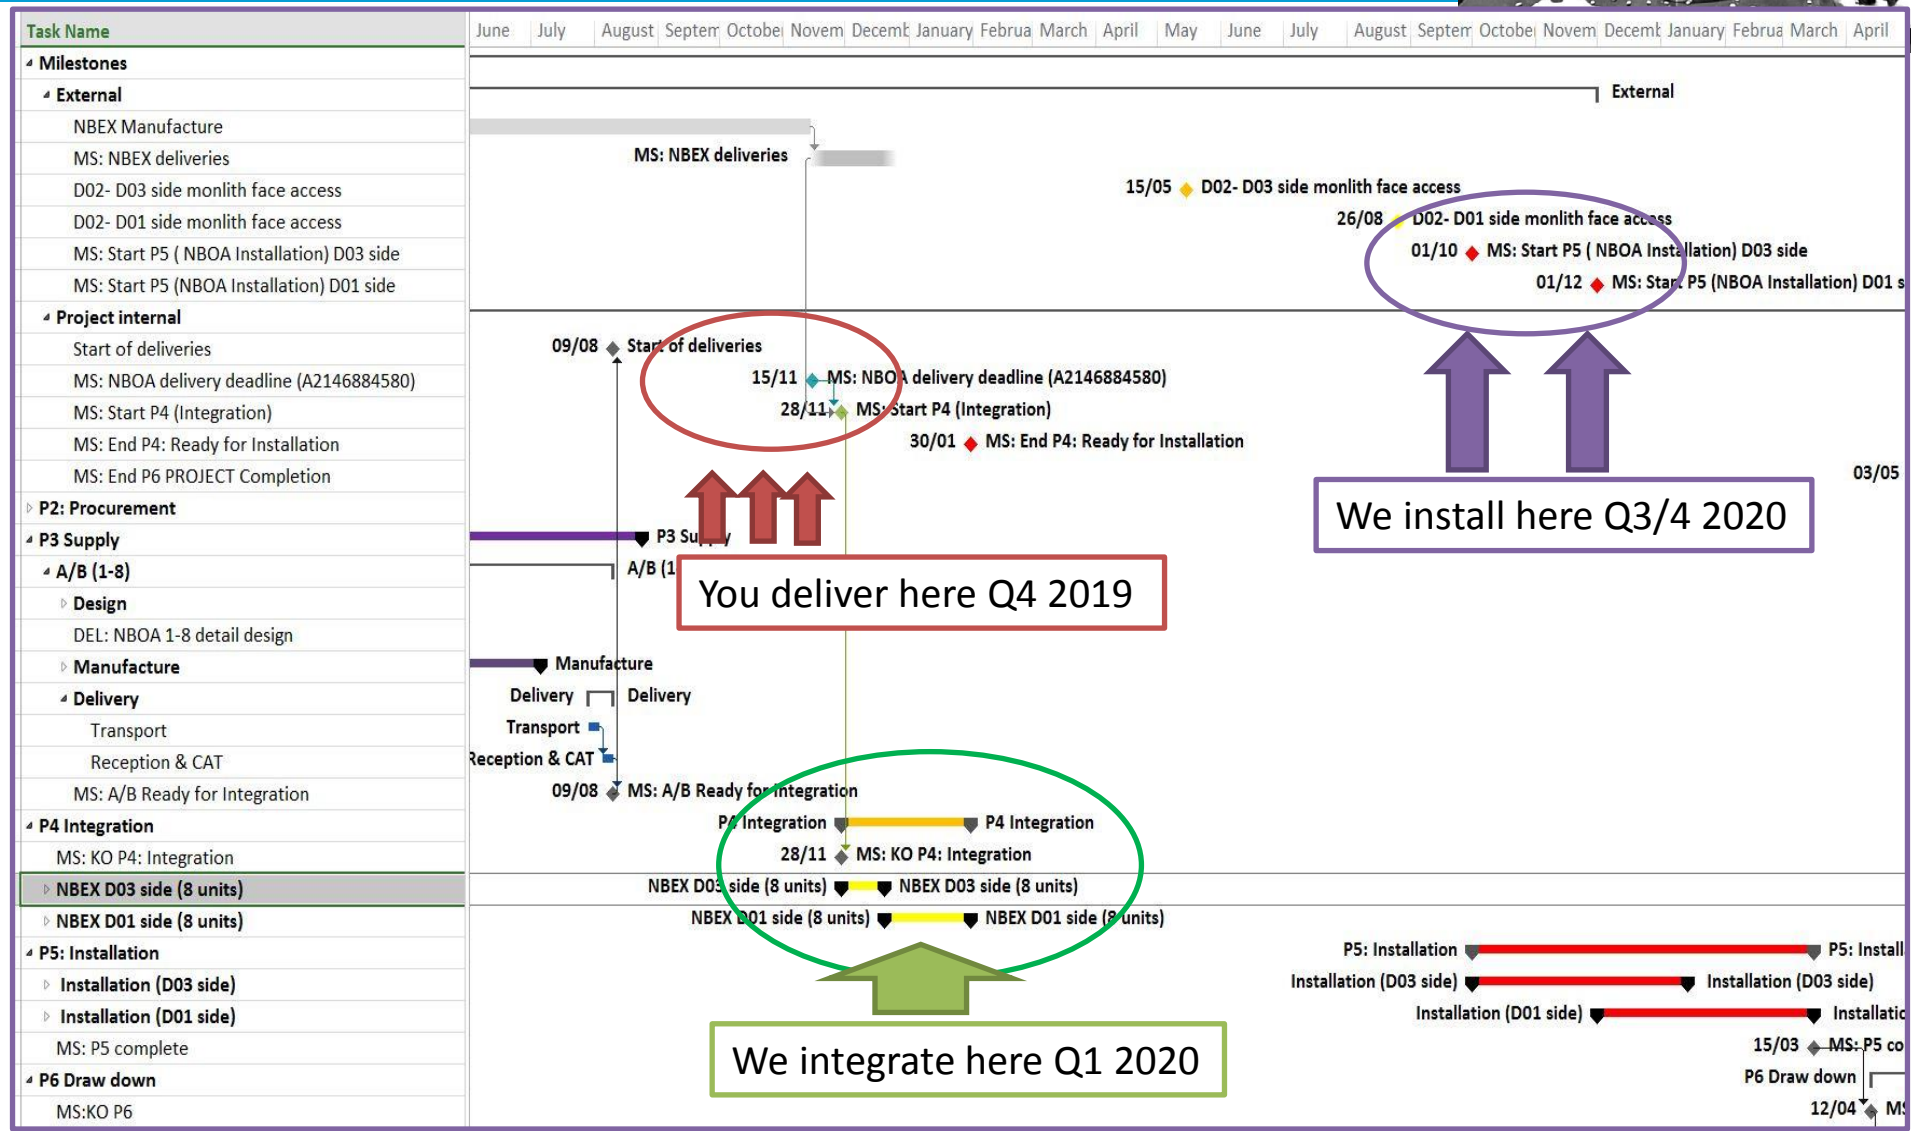 Task Name June July August Septem October Novem Decemb January Februa March April May June July August Septem October Novem Decemb January Februa March April
Milestones
External External
NBEX Manufacture
MS: NBEX deliveries MS: NBEX deliveries
D02- D03 side monlith face access 15/05 D02- D03 side monlith face access
D02- D01 side monlith face access 26/08 D02- D01 side monlith face access
MS: Start P5 ( NBOA Installation) D03 side 01/10 MS: Start P5 ( NBOA Installation) D03 side
MS: Start P5 (NBOA Installation) D01 side 01/12 MS: Start P5 (NBOA Installation) D01 s
Project internal
Start of deliveries 09/08 Start of deliveries
MS: NBOA delivery deadline (A2146884580) 15/11 MS: NBOA delivery deadline (A2146884580)
MS: Start P4 (Integration) 28/11 MS: Start P4 (Integration)
MS: End P4: Ready for Installation 30/01 MS: End P4: Ready for Installation
MS: End P6 PROJECT Completion 03/05
P2: Procurement
We install here Q3/4 2020
P3 Supply P3 Supply
A/B (1-8) A/B (1
You deliver here Q4 2019
Design
DEL: NBOA 1-8 detail design
Manufacture Manufacture
Delivery Delivery Delivery
Transport Transport
Reception & CAT Reception & CAT
MS: A/B Ready for Integration 09/08 MS: A/B Ready for Integration
P4 Integration P4 Integration P4 Integration
MS: KO P4: Integration 28/11 MS: KO P4: Integration
NBEX D03 side (8 units) NBEX D03 side (8 units) NBEX D03 side (8 units)
NBEX D01 side (8 units) NBEX D01 side (8 units) NBEX D01 side (8 units)
P5: Installation P5: Installation P5: Install
Installation (D03 side) Installation (D03 side) Installation (D03 side)
Installation (D01 side) Installation (D01 side) Installatio
MS: P5 complete 15/03 MS: P5 co
We integrate here Q1 2020
P6 Draw down P6 Draw down
MS:KO P6 12/04 MS